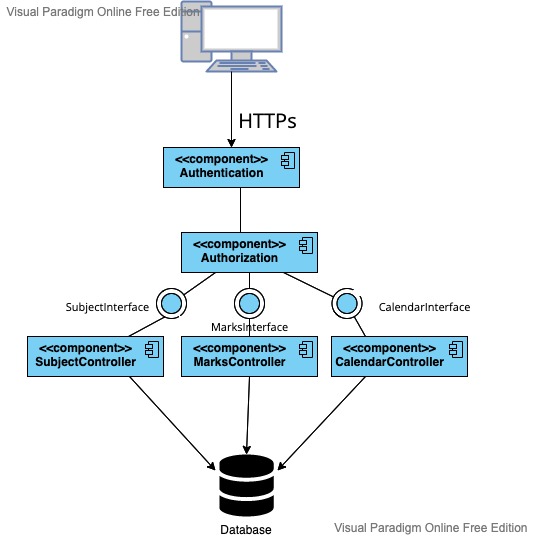 Visual Paradigm Online Free Edition
HTTPs
<<component>>
Authentication
<<component>>
Authorization
SubjectInterface
MarksInterface
CalendarInterface
<<component>>
SubjectController
<<component>>
MarksController
<<component>>
CalendarController
Database
Visual Paradigm Online Free Edition